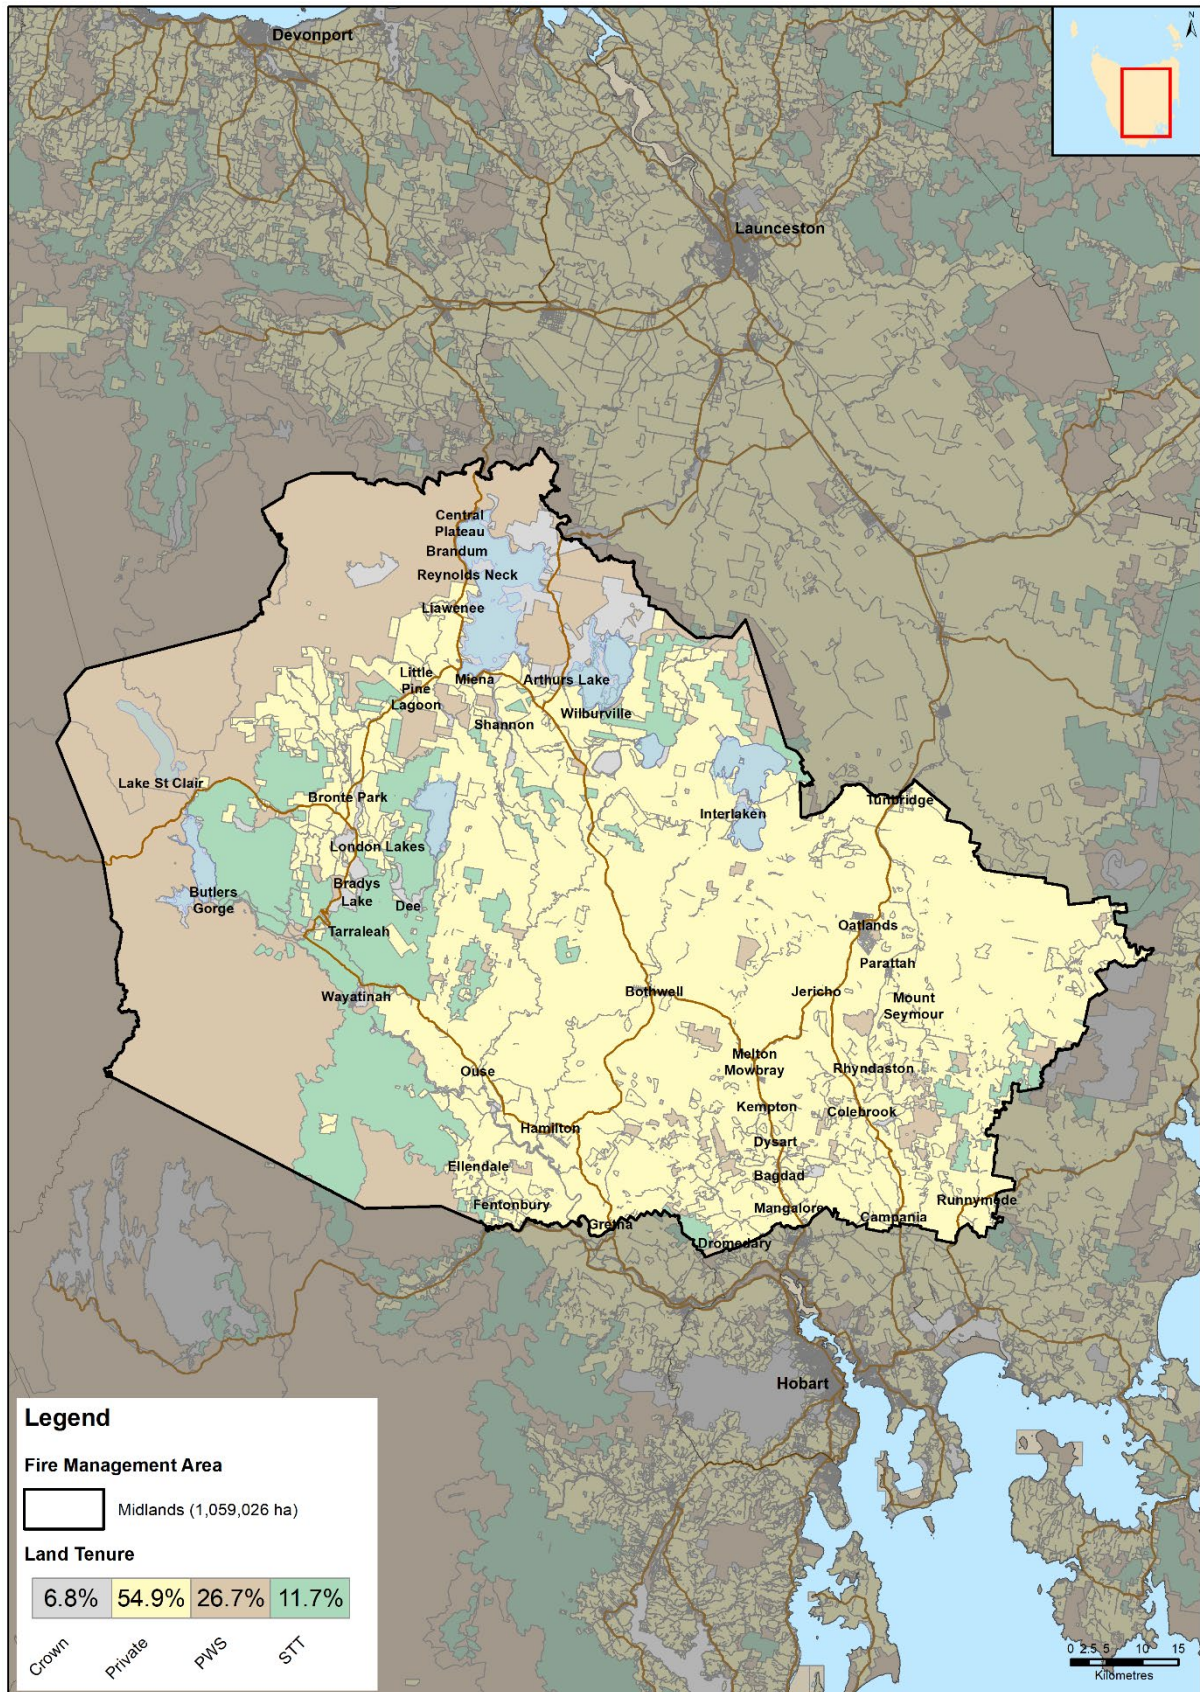 N
Devonport
Launceston
Central
Plateau
Brandum
Reynolds Neck
Liawenee
Little
Pine
Lagoon
Miena
Arthurs Lake
Shannon
Wilburville
Lake St Clair
Bronte Park
Interlaken
Tunbridge
London Lakes
Butlers
Gorge
Bradys
Lake
Dee
Tarraleah
Oatlands
Parattah
Wayatinah
Bothwell
Jericho
Mount
Seymour
Melton
Mowbray
Ouse
Rhyndaston
Kempton
Colebrook
Hamilton
Dysart
Ellendale
Bagdad
Fentonbury
Mangalore
Runnymede
Gretna
Campania
Dromedary
Hobart
Legend
Fire Management Area
Midlands (1,059,026 ha)
Land Tenure
6.8% 54.9% 26.7% 11.7%
Crown Private PWS STT
0 2.5 5 10 15
Kilometres